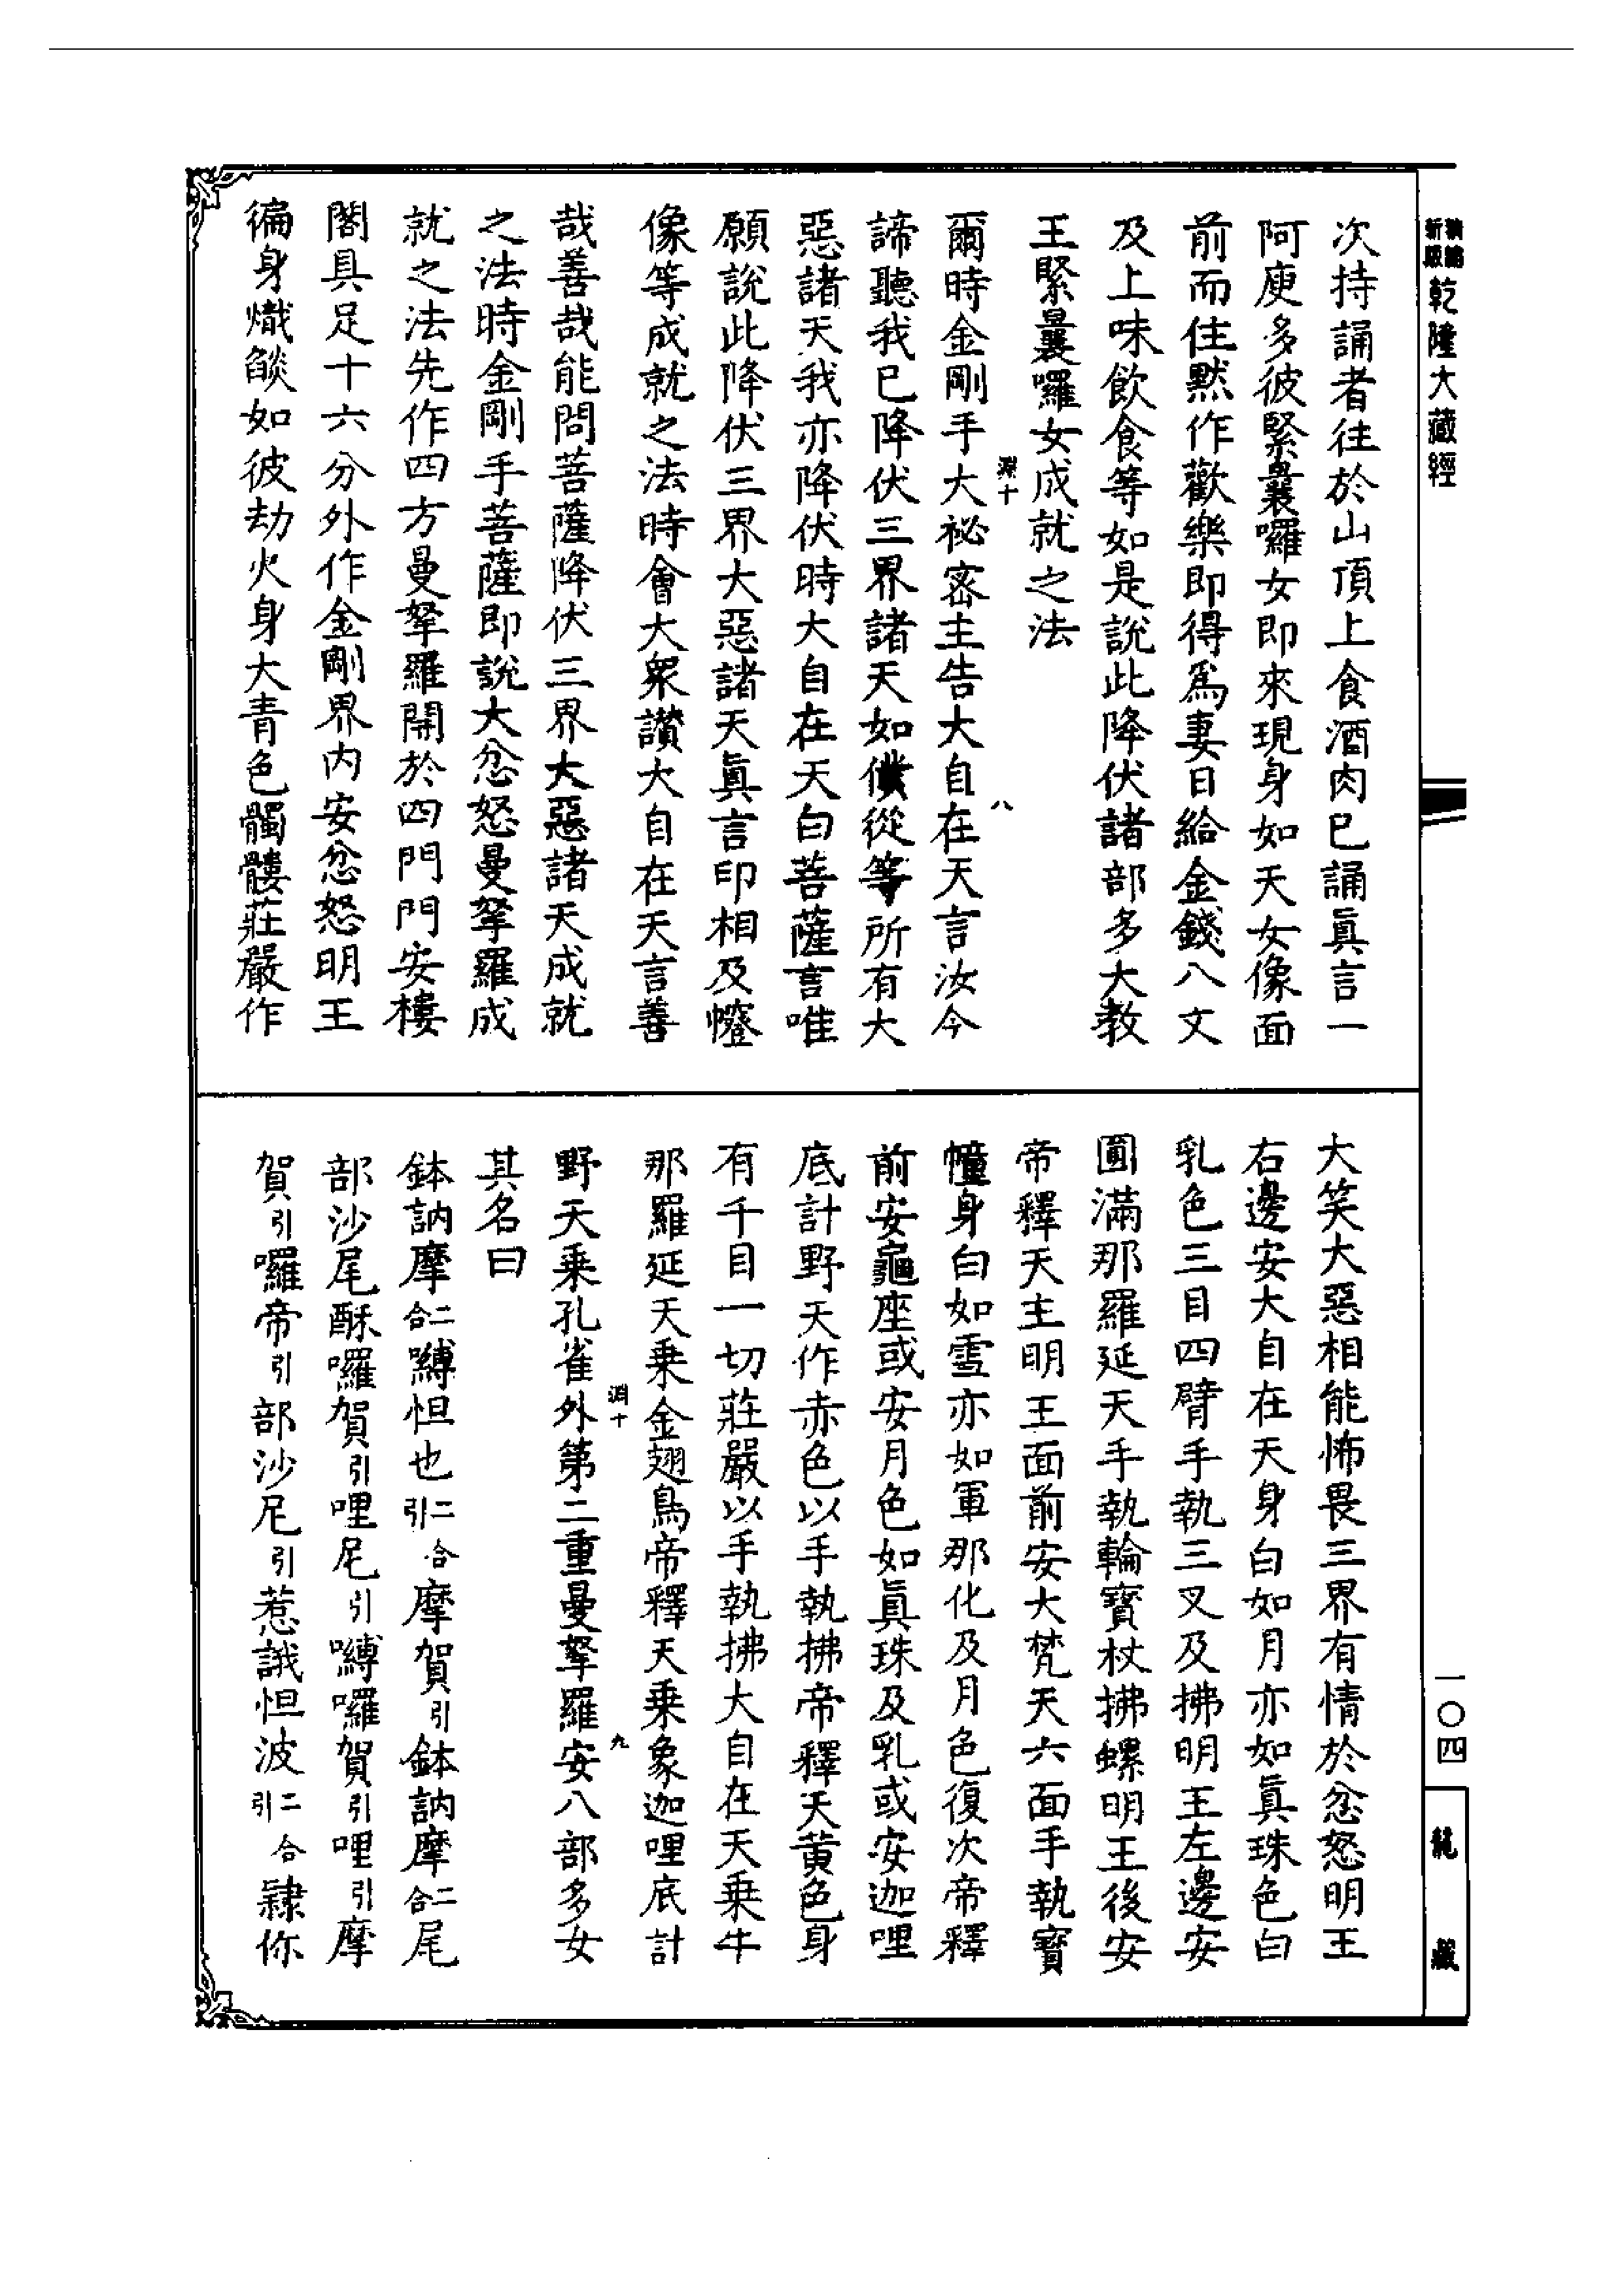 新版
乾隆大藏經
一〇四
龍藏
次持誦者往於山頂上食酒肉巳誦眞言一
阿庾多彼緊曩囉女即來現身如天女像面
前而住默作歡樂即得爲妻日給金錢八文
及上味飲食等如是說此降伏諸部多大教
王緊曩囉女成就之法
淵十
八
爾時金剛手大祕密主告大自在天言汝今
諦聽我巳降伏三界諸天如僕從等所有大
惡諸天我亦降伏時大自在天白菩薩言唯
願說此降伏三界大惡諸天眞言印相及㡧
像等成就之法時會大衆讃大自在天言善
哉善哉能問菩薩降伏三界大惡諸天成就
之法時金剛手菩薩即說大忿怒曼拏羅成
就之法先作四方曼拏羅開於四門門安樓
閣具足十六分外作金剛界内安忿怒明王
徧身熾燄如彼劫火身大青色髑髏莊嚴作
大笑大惡相能怖畏三界有情於忿怒明王
右邊安大自在天身白如月亦如眞珠色白
乳色三目四臂手執三叉及拂明王左邊安
圓滿那羅延天手執輪寳杖拂螺明王後安
帝釋天主明王面前安大梵天六面手執寳
幢身白如雪亦如軍那化及月色復次帝釋
前安龜座或安月色如眞珠及乳或安迦哩
底計野天作赤色以手執拂帝釋天黄色身
有千目一切莊嚴以手執拂大自在天乗牛
那羅延天乗金翅鳥帝釋天乗象迦哩底計
淵十
九
野天乗孔雀外第二重曼拏羅安八部多女
其名曰
鉢訥摩二合嚩怛也二合引摩賀引鉢訥摩二合尾
部沙尾酥囉賀引哩尼引嚩囉賀引哩引摩
賀引囉帝引部沙尼引惹誐怛波二合引隷你